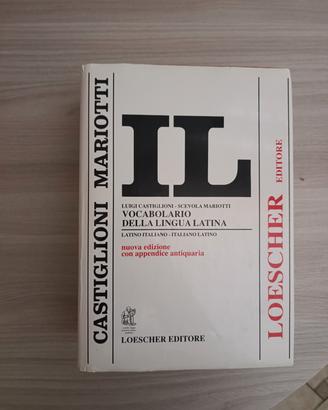 CASTIGLIONI MARIOTTI
IL
LUIGI CASTIGLIONI - SCEVOLA MARIOTTI
VOCABOLARIO
DELLA LINGUA LATINA
LATINO ITALIANO - ITALIANO LATINO
nuova edizione
con appendice antiquaria
LOESCHER EDITORE
LOESCHER EDITORE